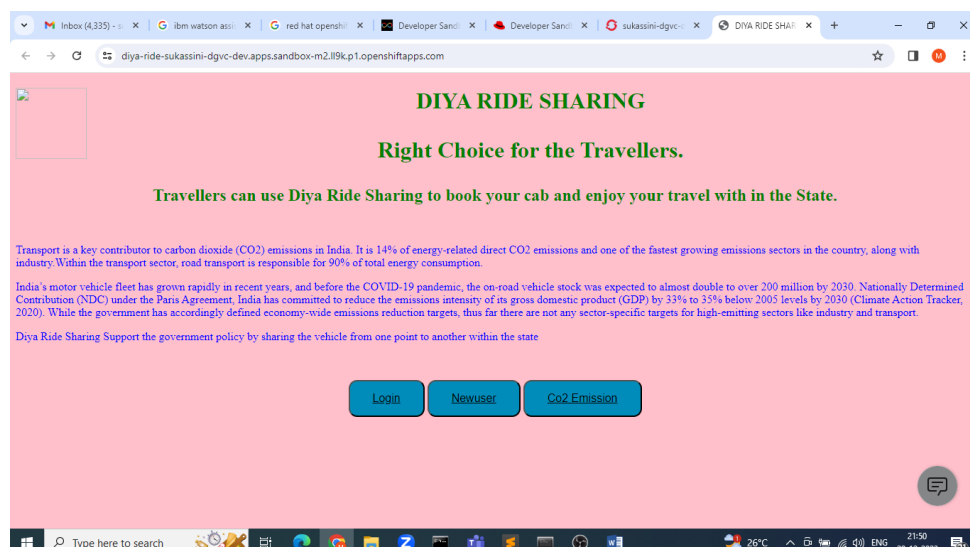 Inbox (4,335) - s
ibm watson assi
red hat openshif
Developer Sand
Developer Sand
sukassini-dgvc-c
DIYA RIDE SHAR
diya-ride-sukassini-dgvc-dev.apps.sandbox-m2.ll9k.p1.openshiftapps.com
M
DIYA RIDE SHARING
Right Choice for the Travellers.
Travellers can use Diya Ride Sharing to book your cab and enjoy your travel with in the State.
Transport is a key contributor to carbon dioxide (CO2) emissions in India. It is 14% of energy-related direct CO2 emissions and one of the fastest growing emissions sectors in the country, along with
industry.Within the transport sector, road transport is responsible for 90% of total energy consumption.
India's motor vehicle fleet has grown rapidly in recent years, and before the COVID-19 pandemic, the on-road vehicle stock was expected to almost double to over 200 million by 2030. Nationally Determined
Contribution (NDC) under the Paris Agreement, India has committed to reduce the emissions intensity of its gross domestic product (GDP) by 33% to 35% below 2005 levels by 2030 (Climate Action Tracker,
2020). While the government has accordingly defined economy-wide emissions reduction targets, thus far there are not any sector-specific targets for high-emitting sectors like industry and transport.
Diya Ride Sharing Support the government policy by sharing the vehicle from one point to another within the state
Login
Newuser
Co2 Emission
Type here to search
26°C
ENG
21:50